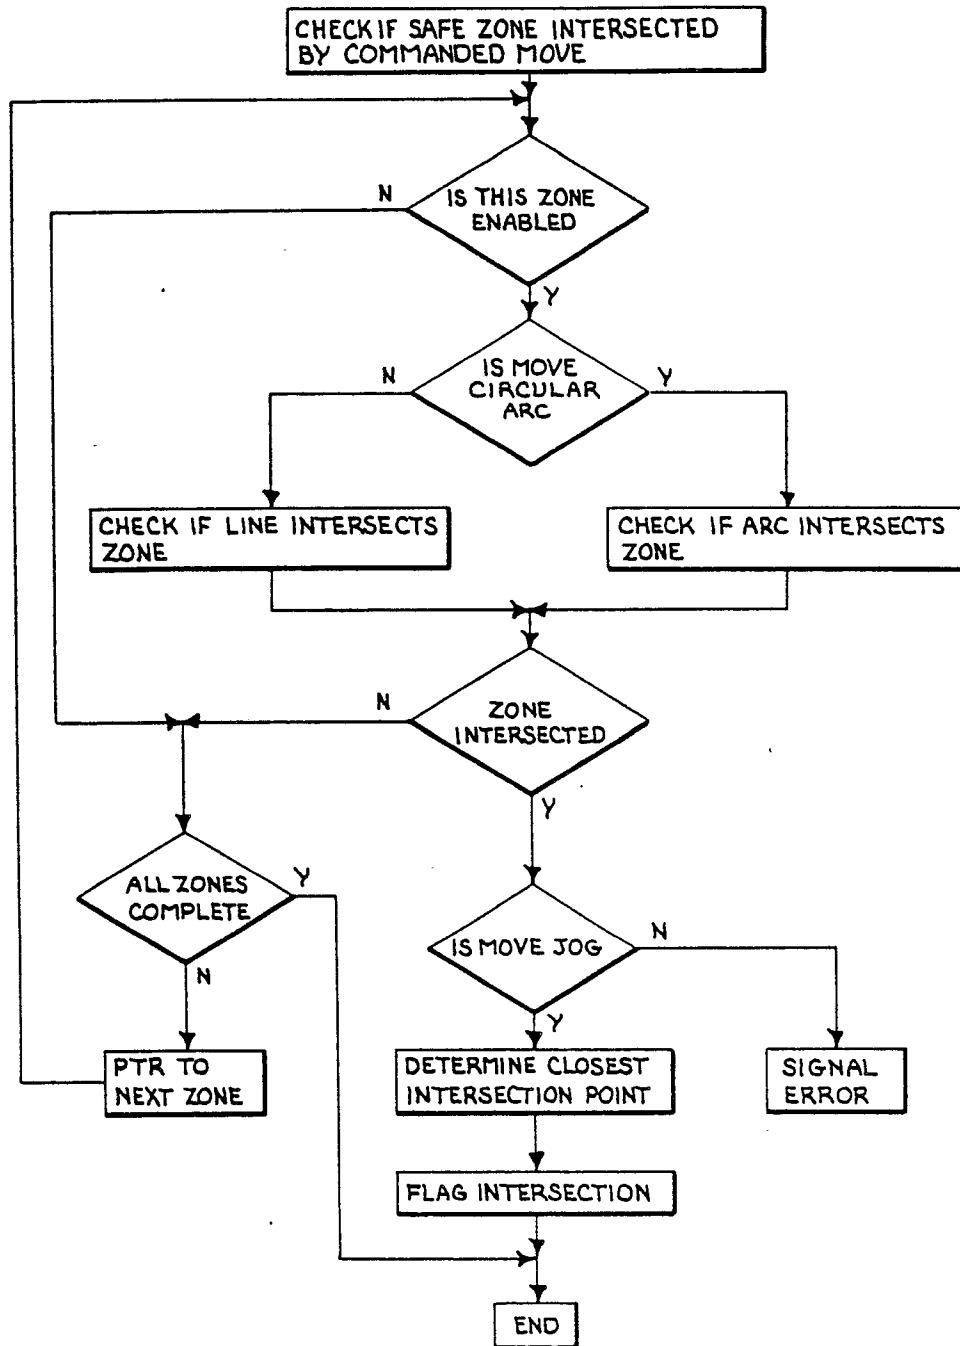 CHECK IF SAFE ZONE INTERSECTED
BY COMMANDED MOVE
N
IS THIS ZONE
ENABLED
Y
N
IS MOVE
CIRCULAR
ARC
Y
CHECK IF LINE INTERSECTS
ZONE
CHECK IF ARC INTERSECTS
ZONE
N
ZONE
INTERSECTED
Y
ALL ZONES
COMPLETE
Y
N
IS MOVE JOG
N
Y
PTR TO
NEXT ZONE
DETERMINE CLOSEST
INTERSECTION POINT
SIGNAL
ERROR
FLAG INTERSECTION
END